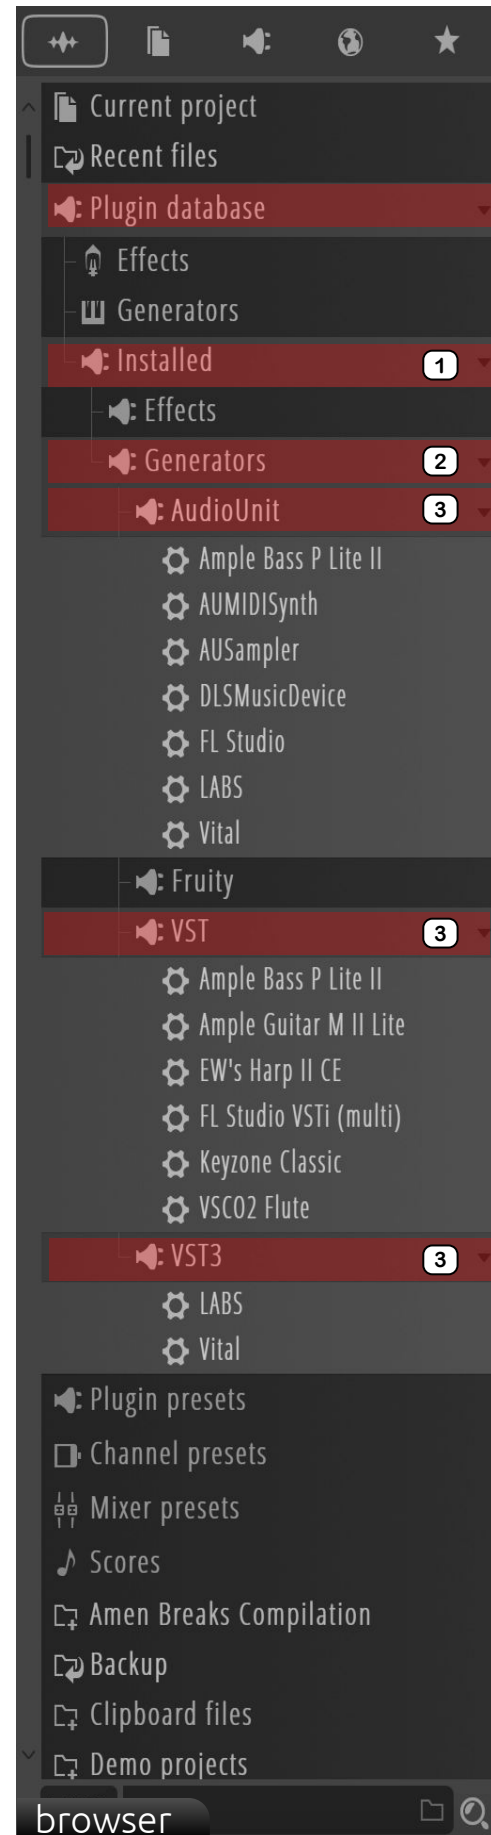 Current project
Recent files
Plugin database
Effects
Generators
Installed 1
Effects
Generators 2
AudioUnit 3
Ample Bass P Lite II
AUMIDISynth
AUSampler
DLSMusicDevice
FL Studio
LABS
Vital
Fruity
VST 3
Ample Bass P Lite II
Ample Guitar M II Lite
EW's Harp II CE
FL Studio VSTi (multi)
Keyzone Classic
VSCO2 Flute
VST3 3
LABS
Vital
Plugin presets
Channel presets
Mixer presets
Scores
Amen Breaks Compilation
Backup
Clipboard files
Demo projects
browser